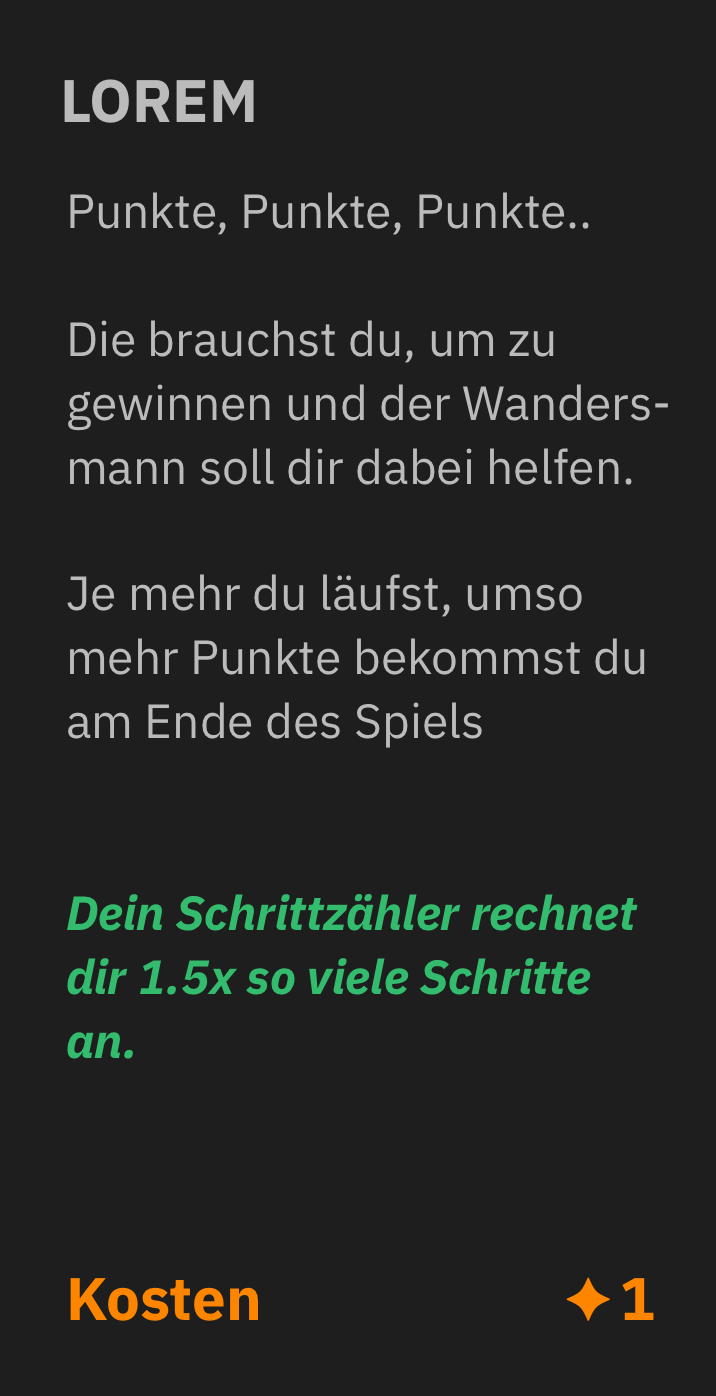 LOREM
Punkte, Punkte, Punkte..
Die brauchst du, um zu
gewinnen und der Wanders-
mann soll dir dabei helfen.
Je mehr du läufst, umso
mehr Punkte bekommst du
am Ende des Spiels
Dein Schrittzähler rechnet
dir 1.5x so viele Schritte
an.
Kosten ✦1